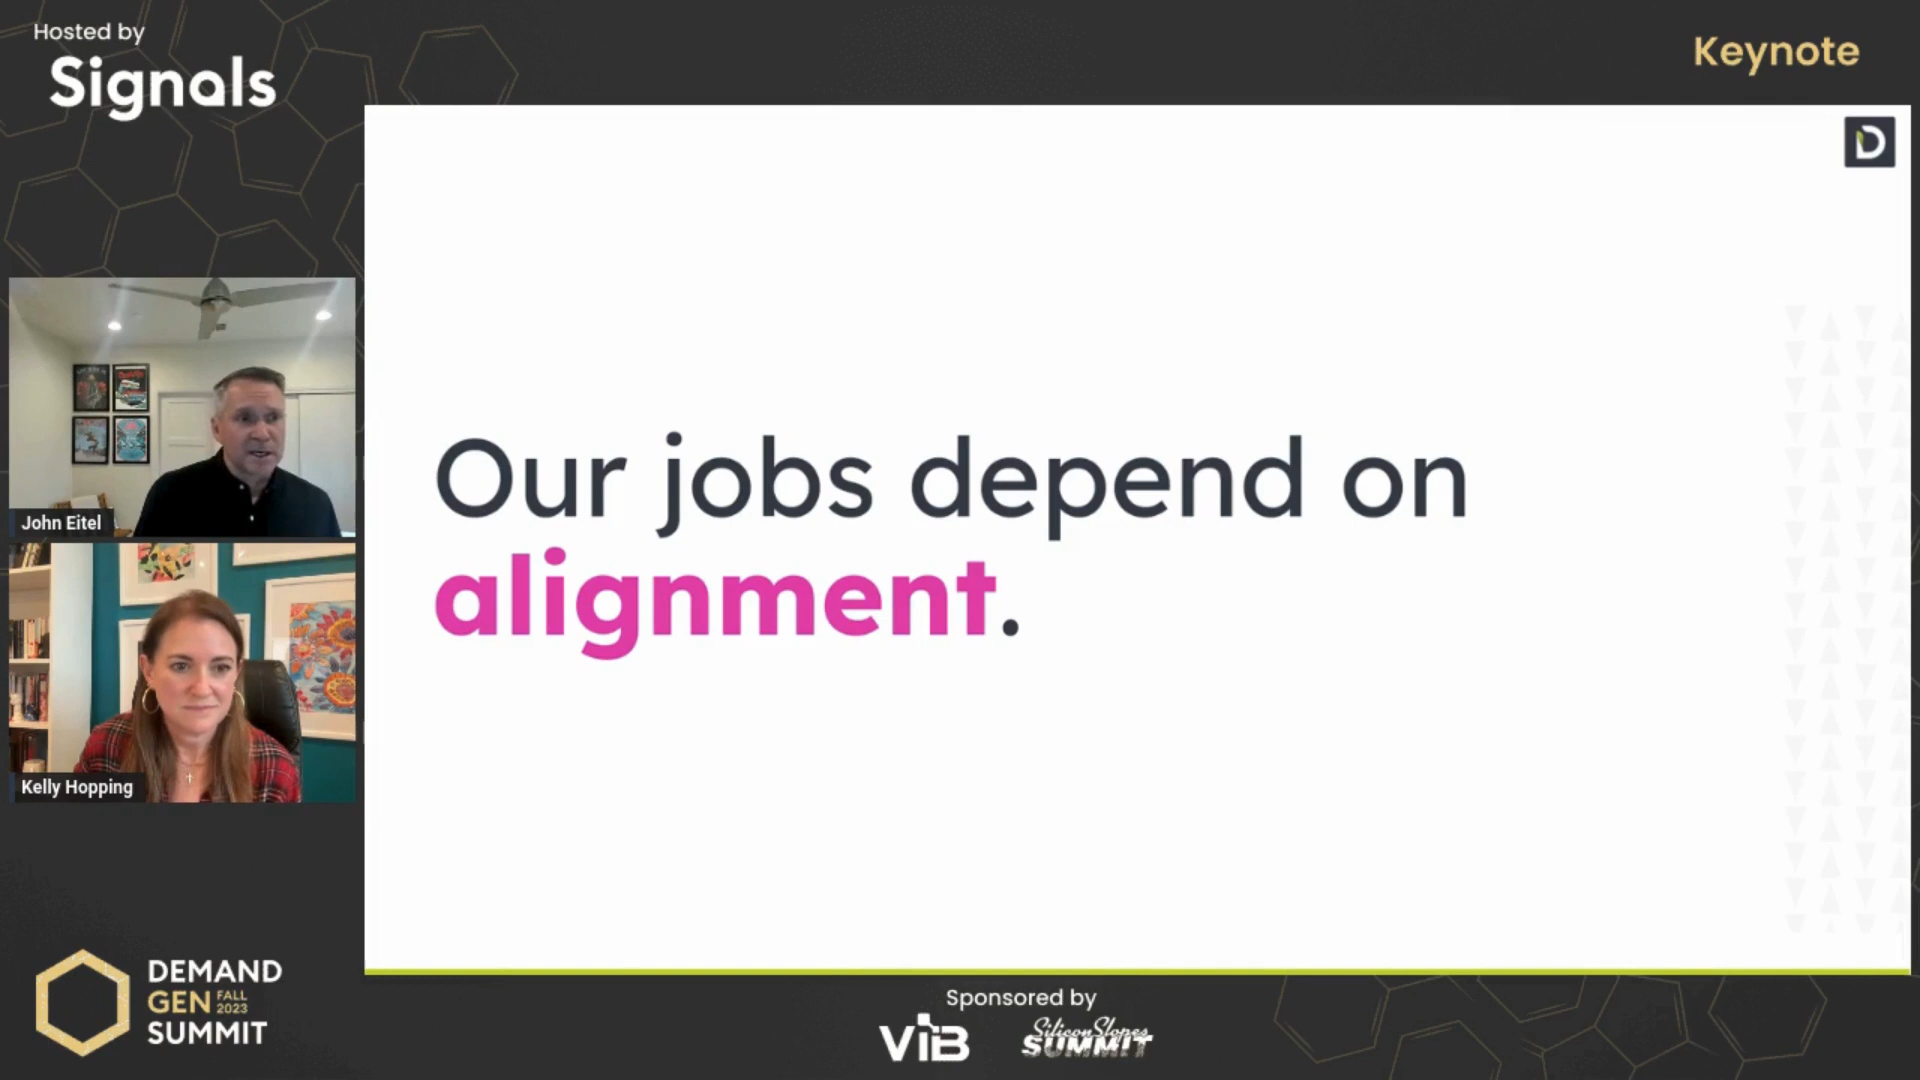 Hosted by
Signals
Keynote
D
Our jobs depend on
alignment.
John Eitel
Kelly Hopping
DEMAND
GEN FALL 2023
SUMMIT
Sponsored by
ViB
Silicon Slopes
SUMMIT